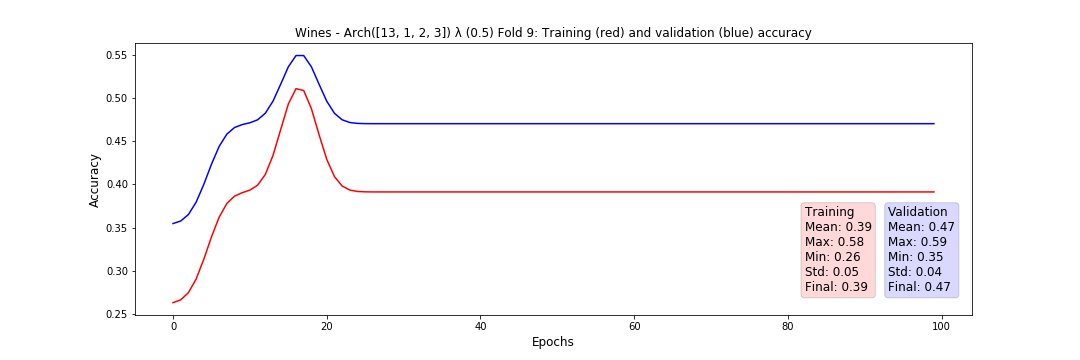 Wines - Arch([13, 1, 2, 3]) λ (0.5) Fold 9: Training (red) and validation (blue) accuracy
Accuracy
0.55
0.50
0.45
0.40
0.35
0.30
0.25
Training
Mean: 0.39
Max: 0.58
Min: 0.26
Std: 0.05
Final: 0.39
Validation
Mean: 0.47
Max: 0.59
Min: 0.35
Std: 0.04
Final: 0.47
0 20 40 60 80 100
Epochs